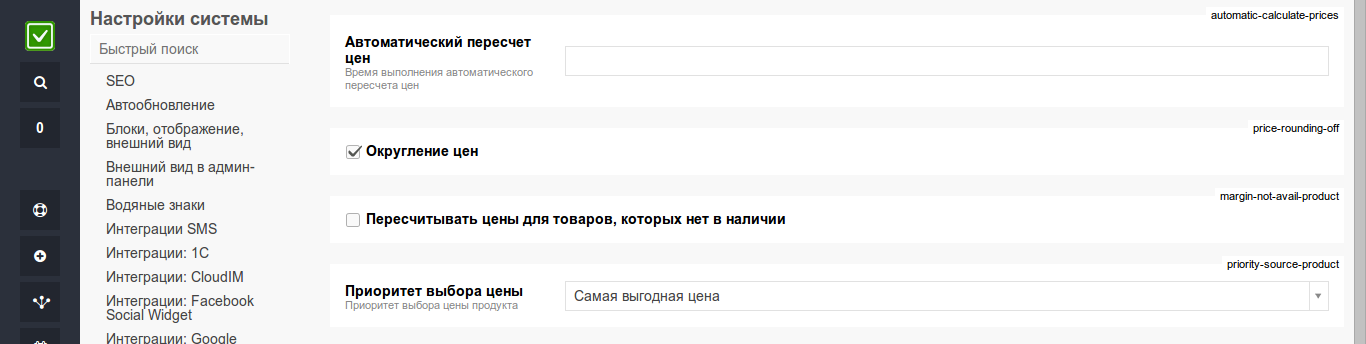 0
Настройки системы
Быстрый поиск
SEO
Автообновление
Блоки, отображение,
внешний вид
Внешний вид в админ-
панели
Водяные знаки
Интеграции SMS
Интеграции: 1С
Интеграции: CloudIM
Интеграции: Facebook
Social Widget
Интеграции: Google
automatic-calculate-prices
Автоматический пересчет
цен
Время выполнения автоматического
пересчета цен
price-rounding-off
Округление цен
margin-not-avail-product
Пересчитывать цены для товаров, которых нет в наличии
priority-source-product
Приоритет выбора цены
Приоритет выбора цены продукта
Самая выгодная цена